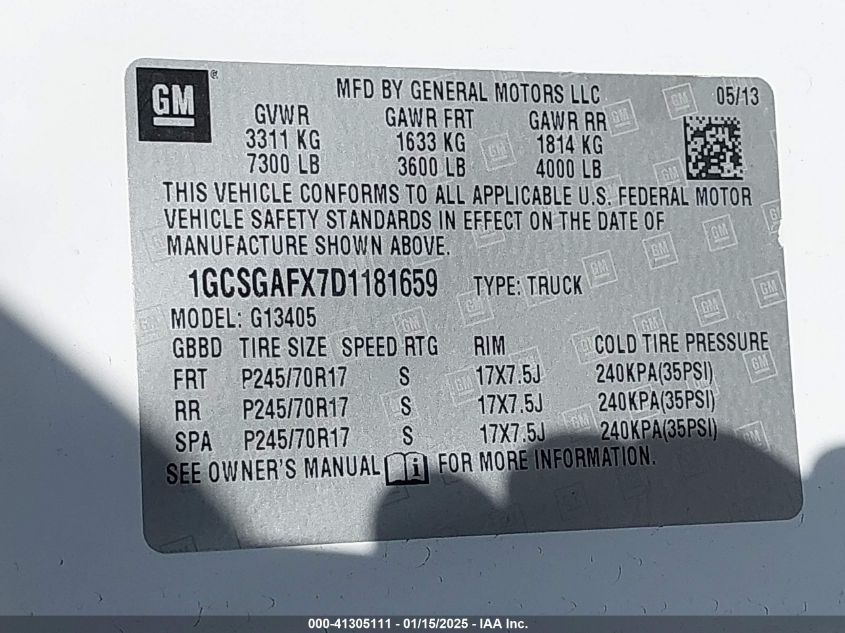 GM
MFD BY GENERAL MOTORS LLC 05/13
GVWR GAWR FRT GAWR RR
3311 KG 1633 KG 1814 KG
7300 LB 3600 LB 4000 LB
THIS VEHICLE CONFORMS TO ALL APPLICABLE U.S. FEDERAL MOTOR
VEHICLE SAFETY STANDARDS IN EFFECT ON THE DATE OF
MANUFACTURE SHOWN ABOVE.
1GCSGAFX7D1181659 TYPE: TRUCK
MODEL: G13405
GBBD TIRE SIZE SPEED RTG RIM COLD TIRE PRESSURE
FRT P245/70R17 S 17X7.5J 240KPA(35PSI)
RR P245/70R17 S 17X7.5J 240KPA(35PSI)
SPA P245/70R17 S 17X7.5J 240KPA(35PSI)
SEE OWNER'S MANUAL FOR MORE INFORMATION.
000-41305111 - 01/15/2025 - IAA Inc.